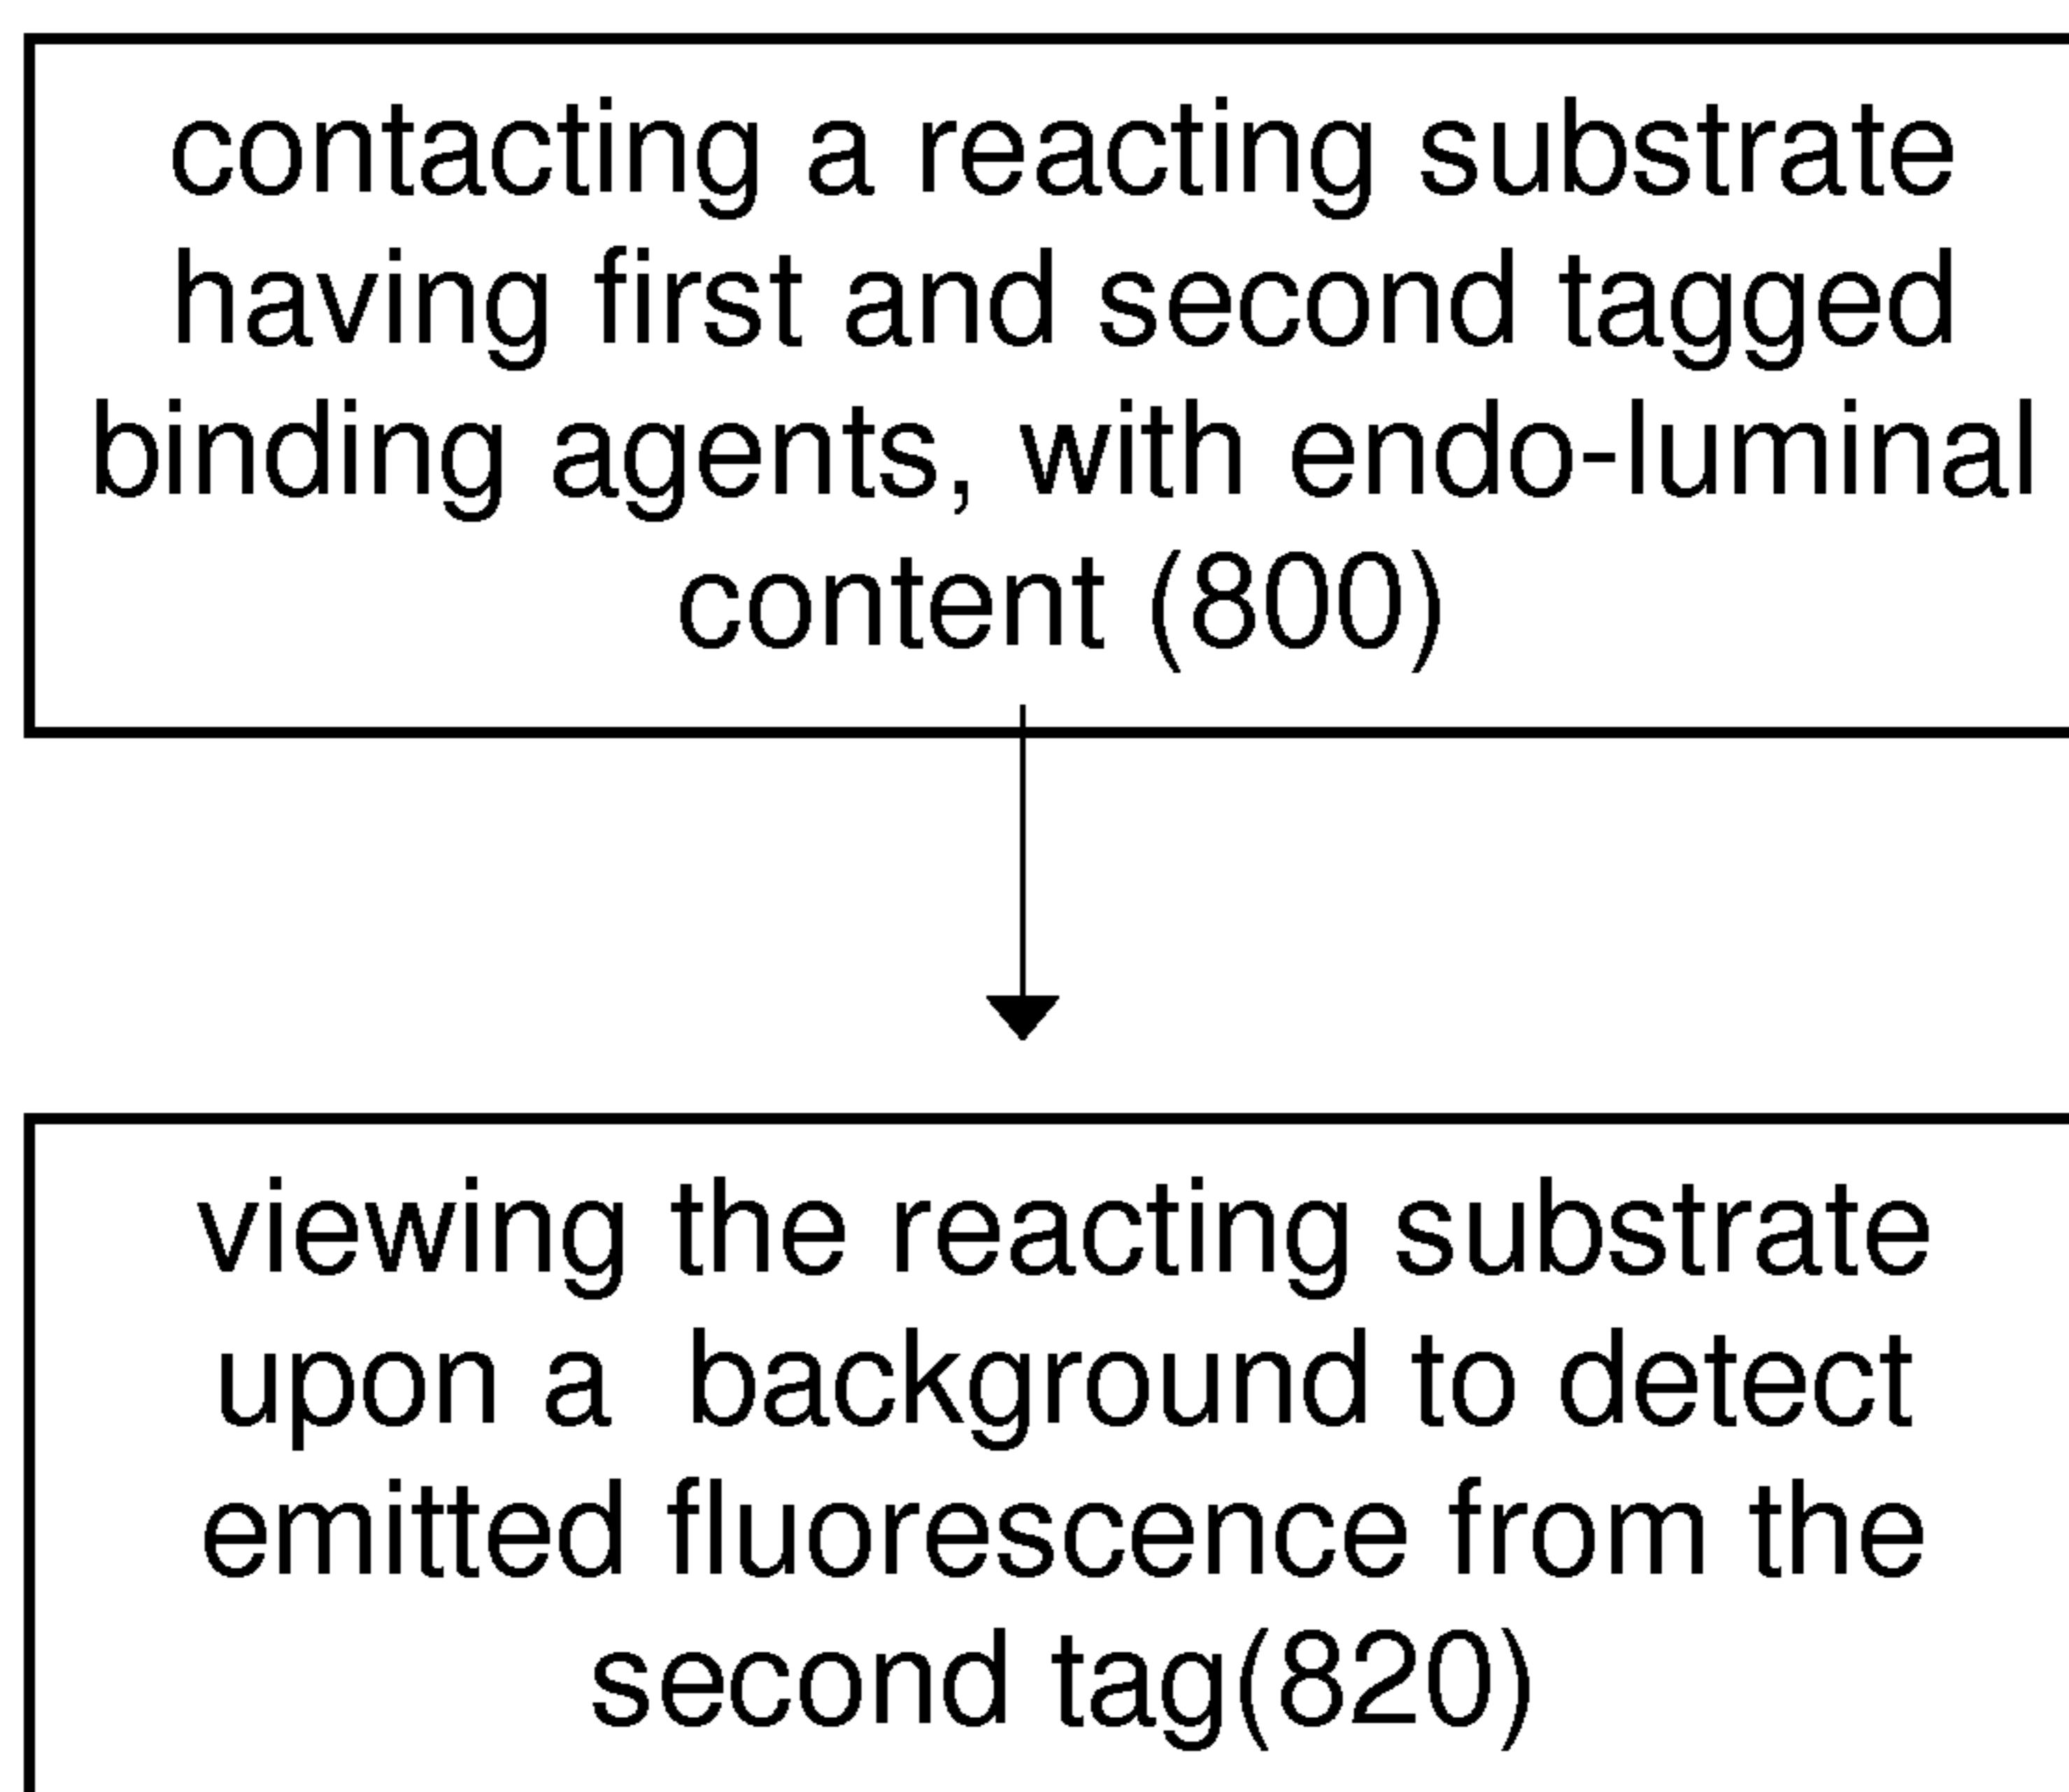 contacting a reacting substrate
having first and second tagged
binding agents, with endo-luminal
content (800)
viewing the reacting substrate
upon a background to detect
emitted fluorescence from the
second tag(820)